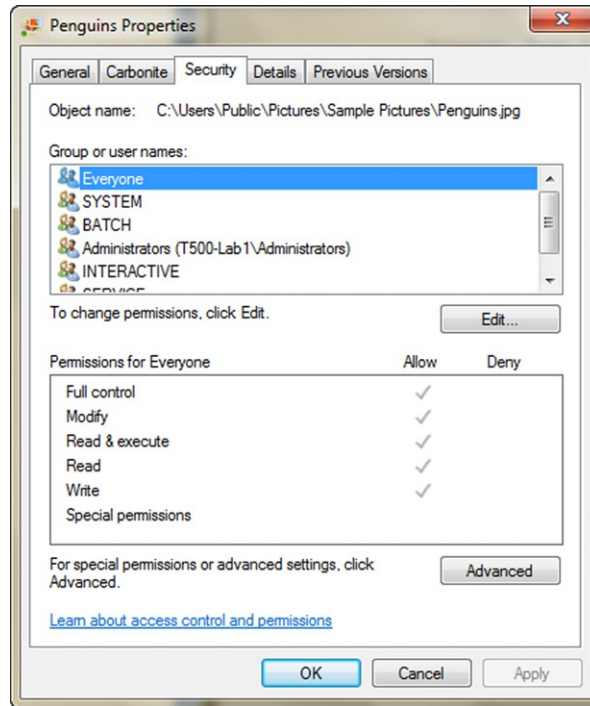 Penguins Properties
General Carbonite Security Details Previous Versions
Object name: C:\Users\Public\Pictures\Sample Pictures\Penguins.jpg
Group or user names:
Everyone
SYSTEM
BATCH
Administrators (T500-Lab1\Administrators)
INTERACTIVE
SERVICE
To change permissions, click Edit.
Edit...
Permissions for Everyone Allow Deny
Full control
Modify
Read & execute
Read
Write
Special permissions
For special permissions or advanced settings, click
Advanced.
Advanced
Learn about access control and permissions
OK Cancel Apply